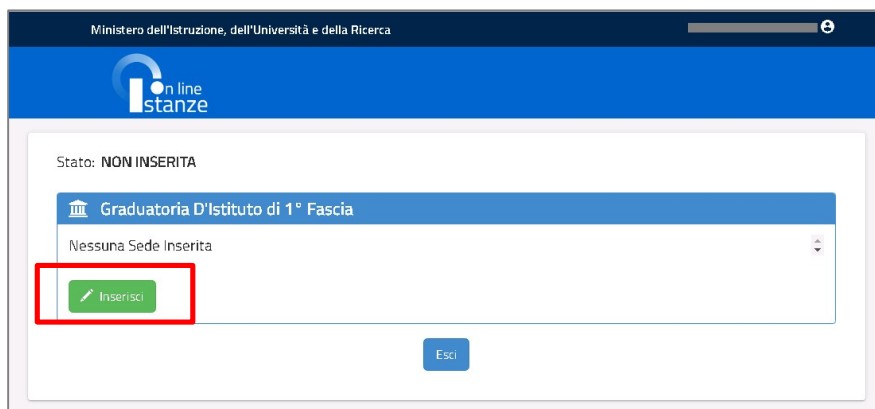 Ministero dell'Istruzione, dell'Università e della Ricerca
on line
Istanze
Stato: NON INSERITA
Graduatoria D'Istituto di 1° Fascia
Nessuna Sede Inserita
Inserisci
Esci